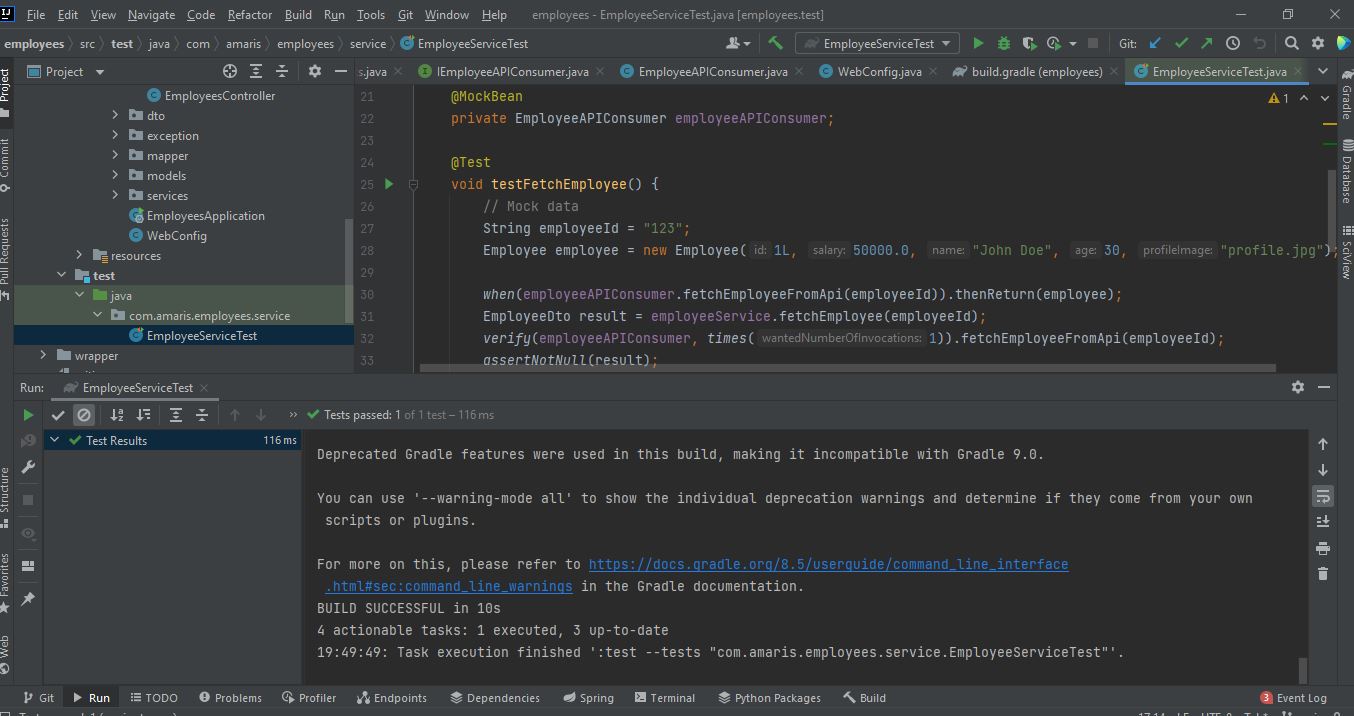 File Edit View Navigate Code Refactor Build Run Tools Git Window Help employees - EmployeeServiceTest.java [employees.test]
employees src test java com amaris employees service EmployeeServiceTest EmployeeServiceTest Git:
Project s.java IEmployeeAPIConsumer.java EmployeeAPIConsumer.java WebConfig.java build.gradle (employees) EmployeeServiceTest.java
Project
Commit
Pull Requests
Structure
Favorites
Web
EmployeesController
dto
exception
mapper
models
services
EmployeesApplication
WebConfig
resources
test
java
com.amaris.employees.service
EmployeeServiceTest
wrapper
1
21 @MockBean
22 private EmployeeAPIConsumer employeeAPIConsumer;
23
24 @Test
25 void testFetchEmployee() {
26 // Mock data
27 String employeeId = "123";
28 Employee employee = new Employee( id: 1L, salary: 50000.0, name: "John Doe", age: 30, profileImage: "profile.jpg");
29
30 when(employeeAPIConsumer.fetchEmployeeFromApi(employeeId)).thenReturn(employee);
31 EmployeeDto result = employeeService.fetchEmployee(employeeId);
32 verify(employeeAPIConsumer, times( wantedNumberOfInvocations: 1)).fetchEmployeeFromApi(employeeId);
33 assertNotNull(result);
Gradle
Database
SciView
Run: EmployeeServiceTest
Tests passed: 1 of 1 test – 116 ms
Test Results 116 ms
Deprecated Gradle features were used in this build, making it incompatible with Gradle 9.0.
You can use '--warning-mode all' to show the individual deprecation warnings and determine if they come from your own
scripts or plugins.
For more on this, please refer to https://docs.gradle.org/8.5/userguide/command_line_interface
.html#sec:command_line_warnings in the Gradle documentation.
BUILD SUCCESSFUL in 10s
4 actionable tasks: 1 executed, 3 up-to-date
19:49:49: Task execution finished ':test --tests "com.amaris.employees.service.EmployeeServiceTest"'.
Git Run TODO Problems Profiler Endpoints Dependencies Spring Terminal Python Packages Build 3 Event Log